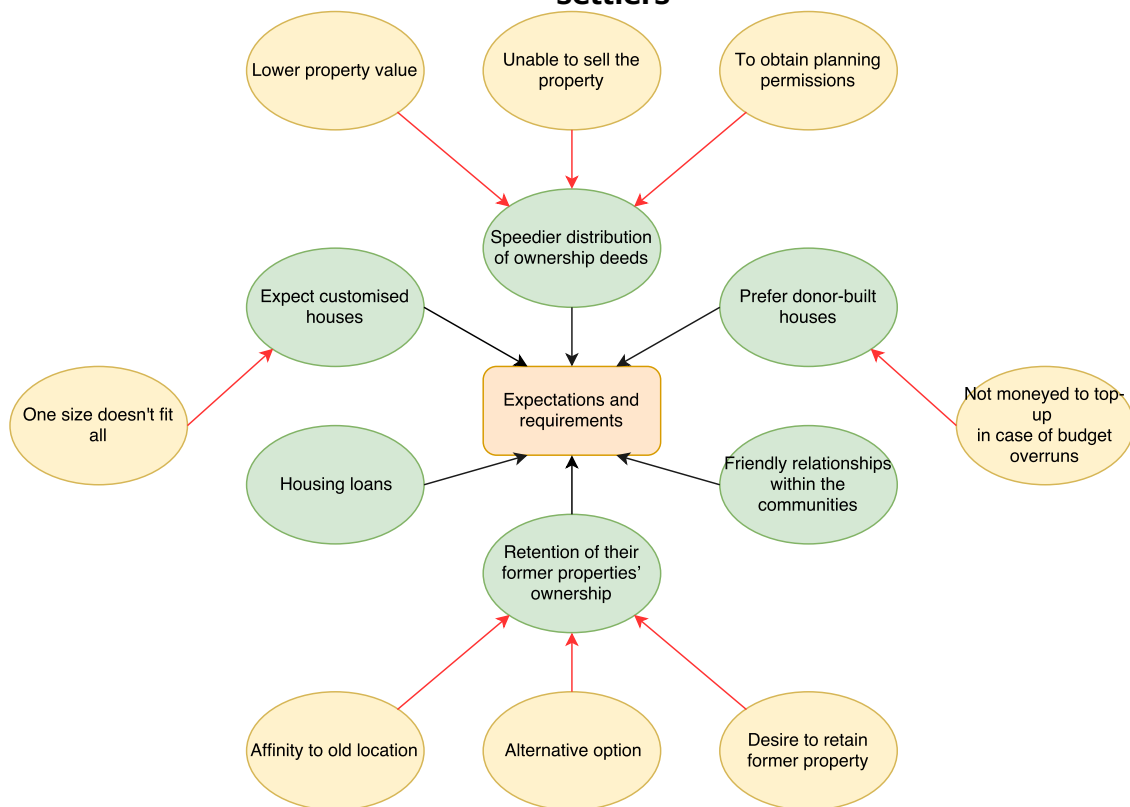 settlers
Lower property value
Unable to sell the
property
To obtain planning
permissions
Speedier distribution
of ownership deeds
Expect customised
houses
Prefer donor-built
houses
One size doesn't fit
all
Expectations and
requirements
Not moneyed to top-
up
in case of budget
overruns
Housing loans
Friendly relationships
within the
communities
Retention of their
former properties’
ownership
Affinity to old location
Alternative option
Desire to retain
former property